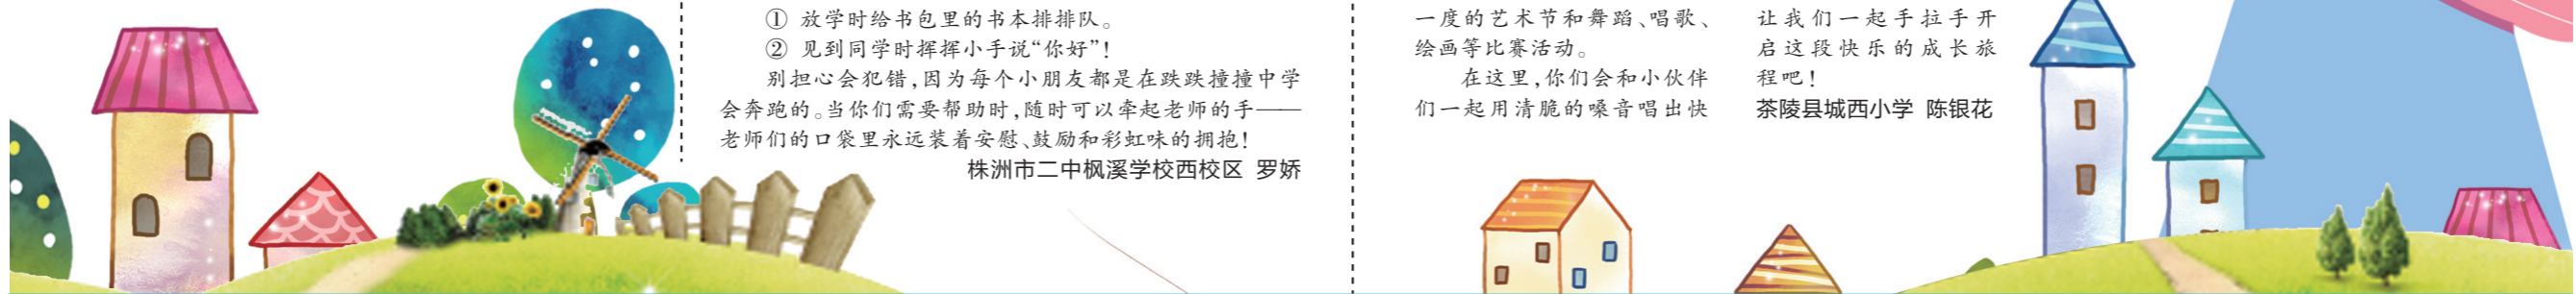 ① 放学时给书包里的书本排排队。
② 见到同学时挥挥小手说“你好”！
别担心会犯错，因为每个小朋友都是在跌跌撞撞中学
会奔跑的。当你们需要帮助时，随时可以牵起老师的手——
老师们的口袋里永远装着安慰、鼓励和彩虹味的拥抱！
株洲市二中枫溪学校西校区 罗娇
一度的艺术节和舞蹈、唱歌、
绘画等比赛活动。
在这里，你们会和小伙伴
们一起用清脆的嗓音唱出快
让我们一起手拉手开
启这段快乐的成长旅
程吧！
茶陵县城西小学 陈银花